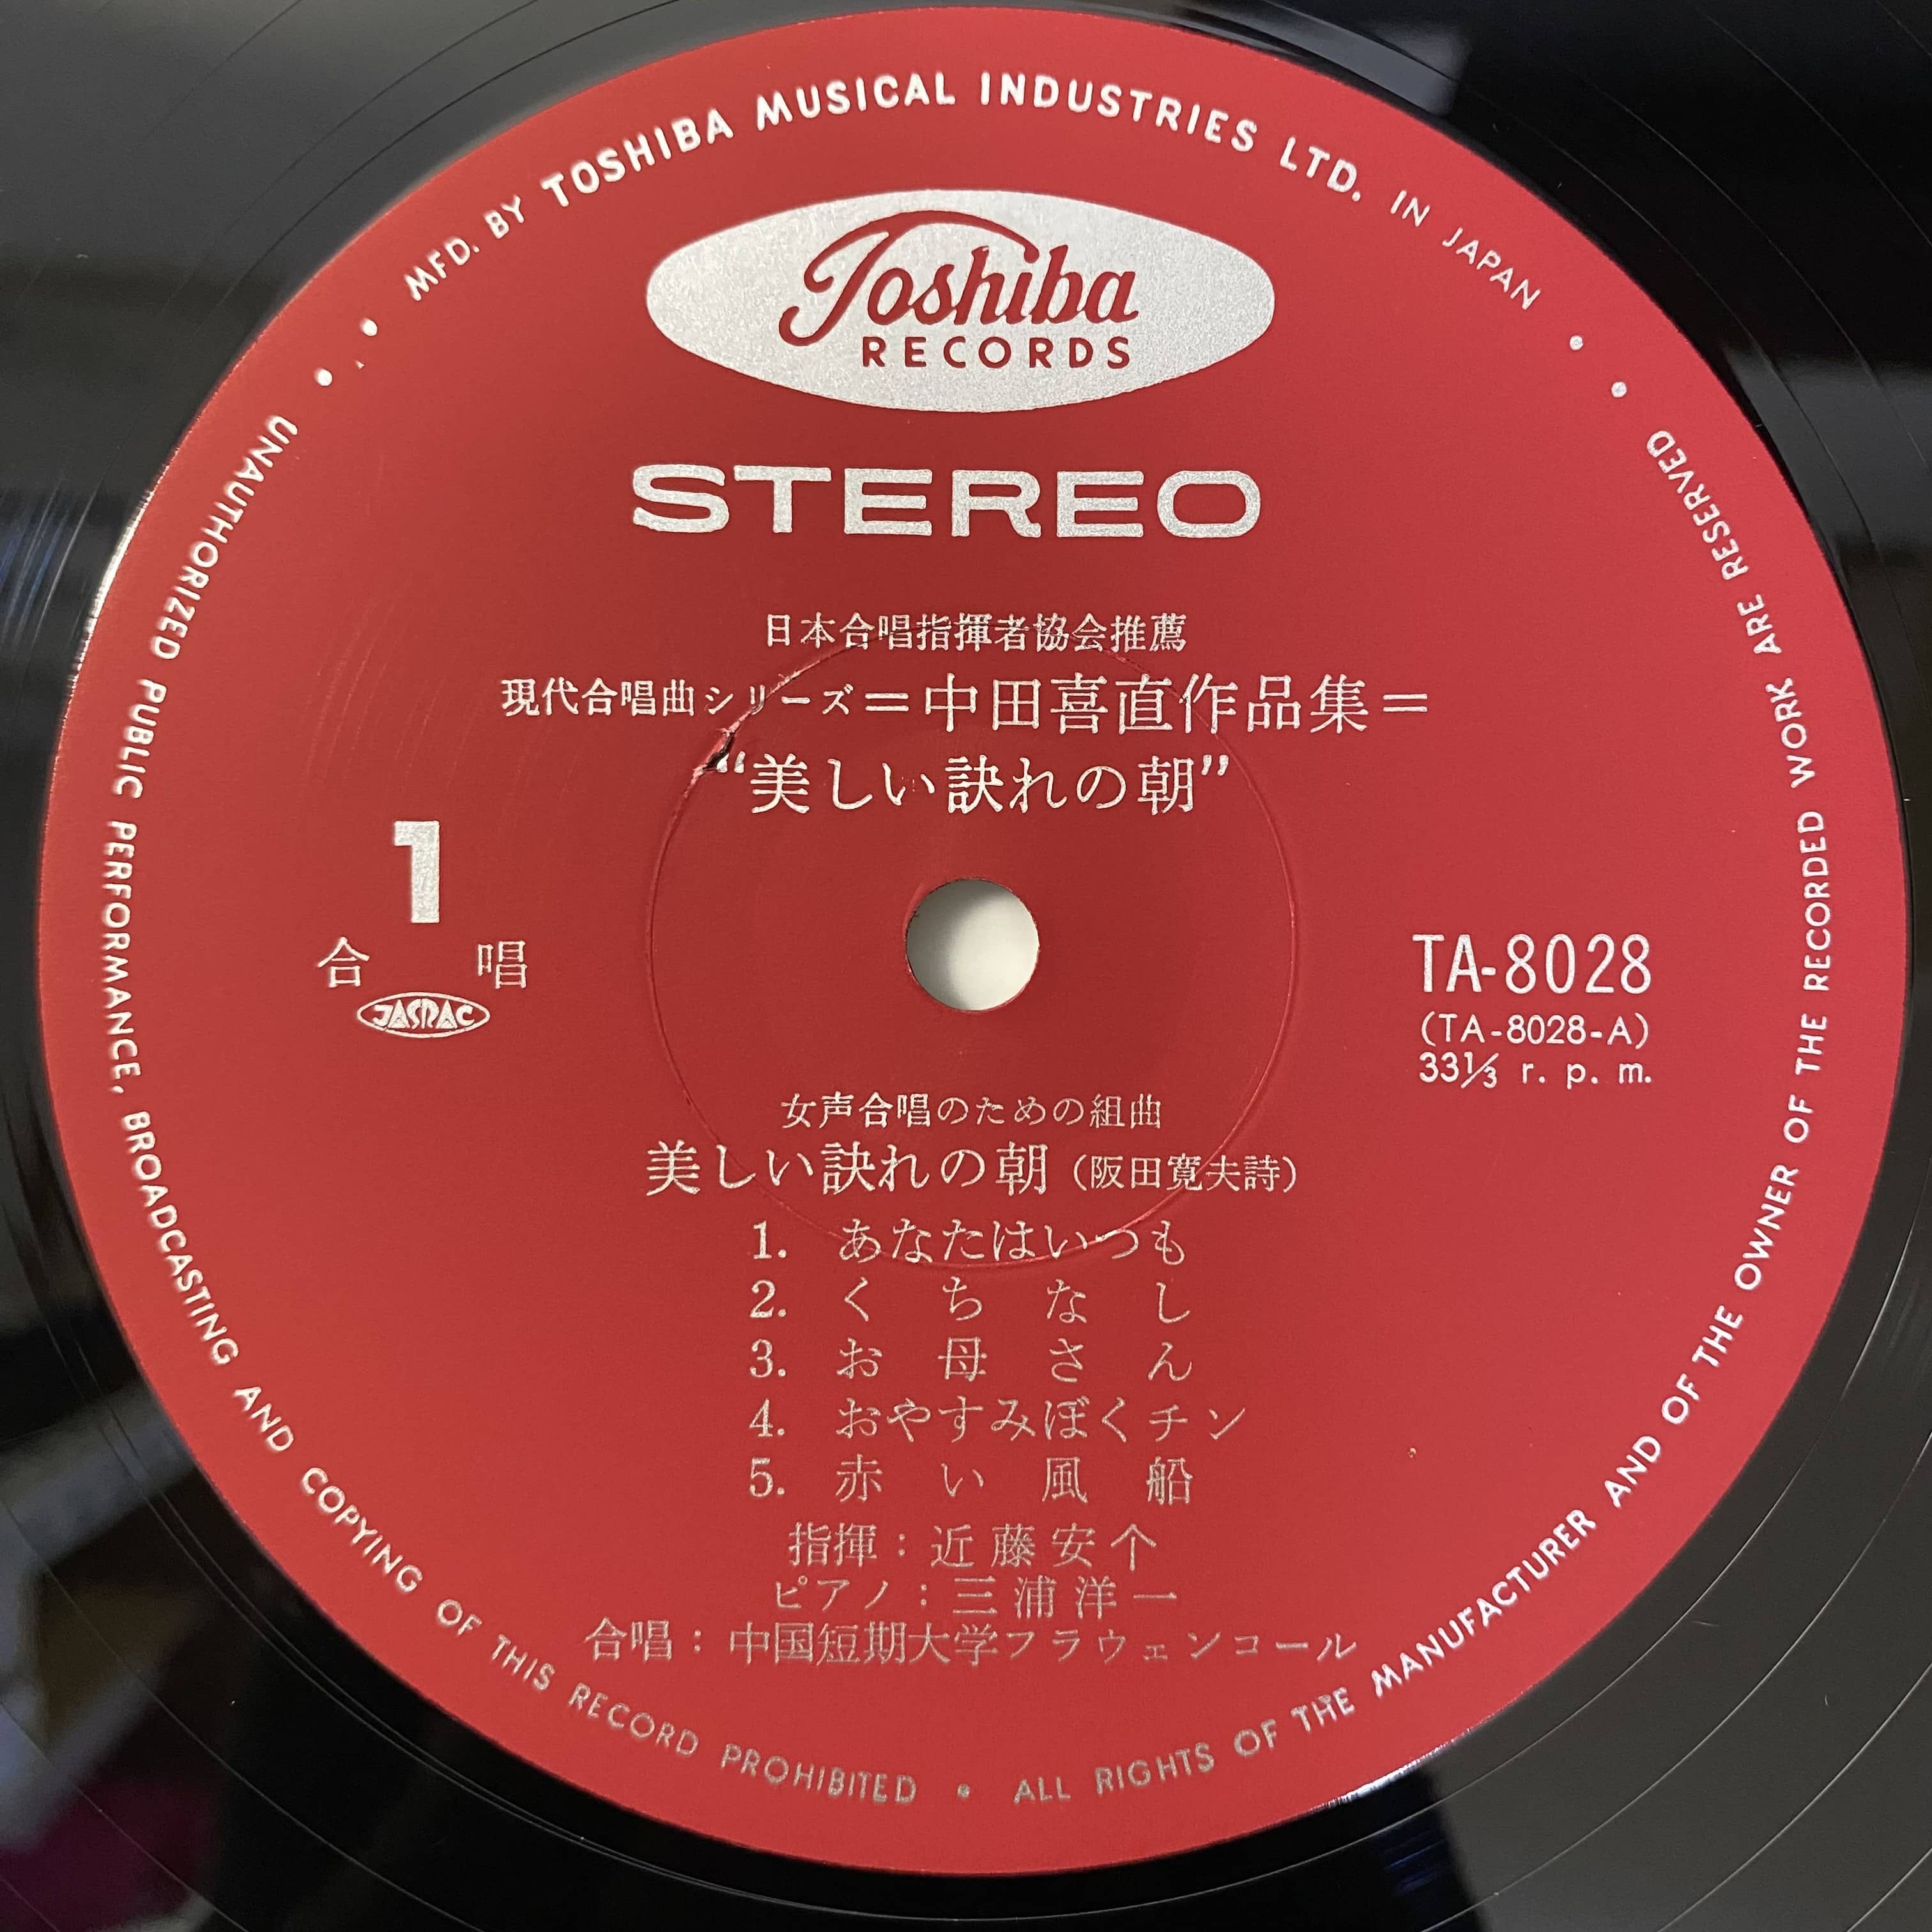 MFD. BY TOSHIBA MUSICAL INDUSTRIES LTD. IN JAPAN
Toshiba
RECORDS
STEREO
日本合唱指揮者協会推薦
現代合唱曲シリーズ＝中田喜直作品集＝
“美しい訣れの朝”
1
合 唱
JASRAC
TA-8028
(TA-8028-A)
33⅓ r. p. m.
女声合唱のための組曲
美しい訣れの朝（阪田寛夫詩）
1. あなたはいつも
2. くちなし
3. お母さん
4. おやすみぼくチン
5. 赤い風船
指揮：近藤安个
ピアノ：三浦洋一
合唱：中国短期大学フラウェンコール
UNAUTHORIZED PUBLIC PERFORMANCE, BROADCASTING AND COPYING OF THIS RECORD PROHIBITED • ALL RIGHTS OF THE MANUFACTURER AND OF THE OWNER OF THE RECORDED WORK ARE RESERVED